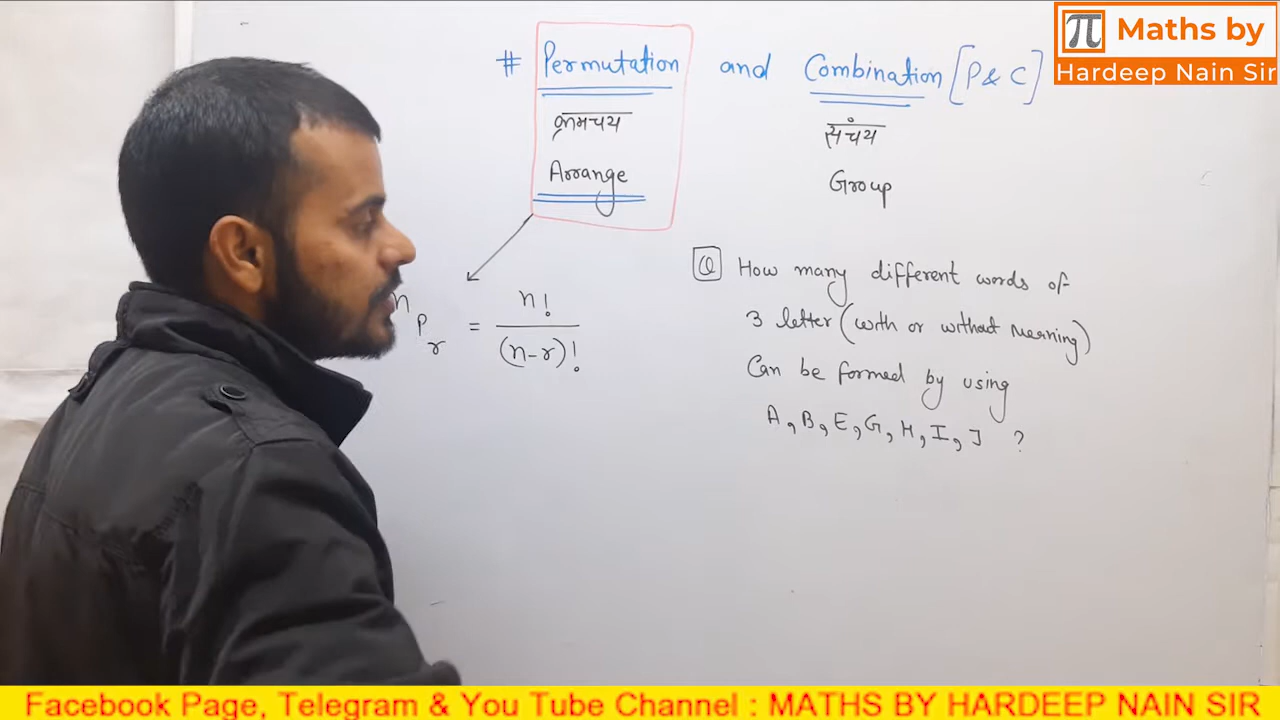 # Permutation and Combination [P & C]
क्रमचय संचय
Arrange Group
nPr = n! / (n-r)!
Q How many different words of
3 letter (with or without Meaning)
Can be formed by using
A, B, E, G, H, I, J ?
π Maths by
Hardeep Nain Sir
Facebook Page, Telegram & You Tube Channel : MATHS BY HARDEEP NAIN SIR